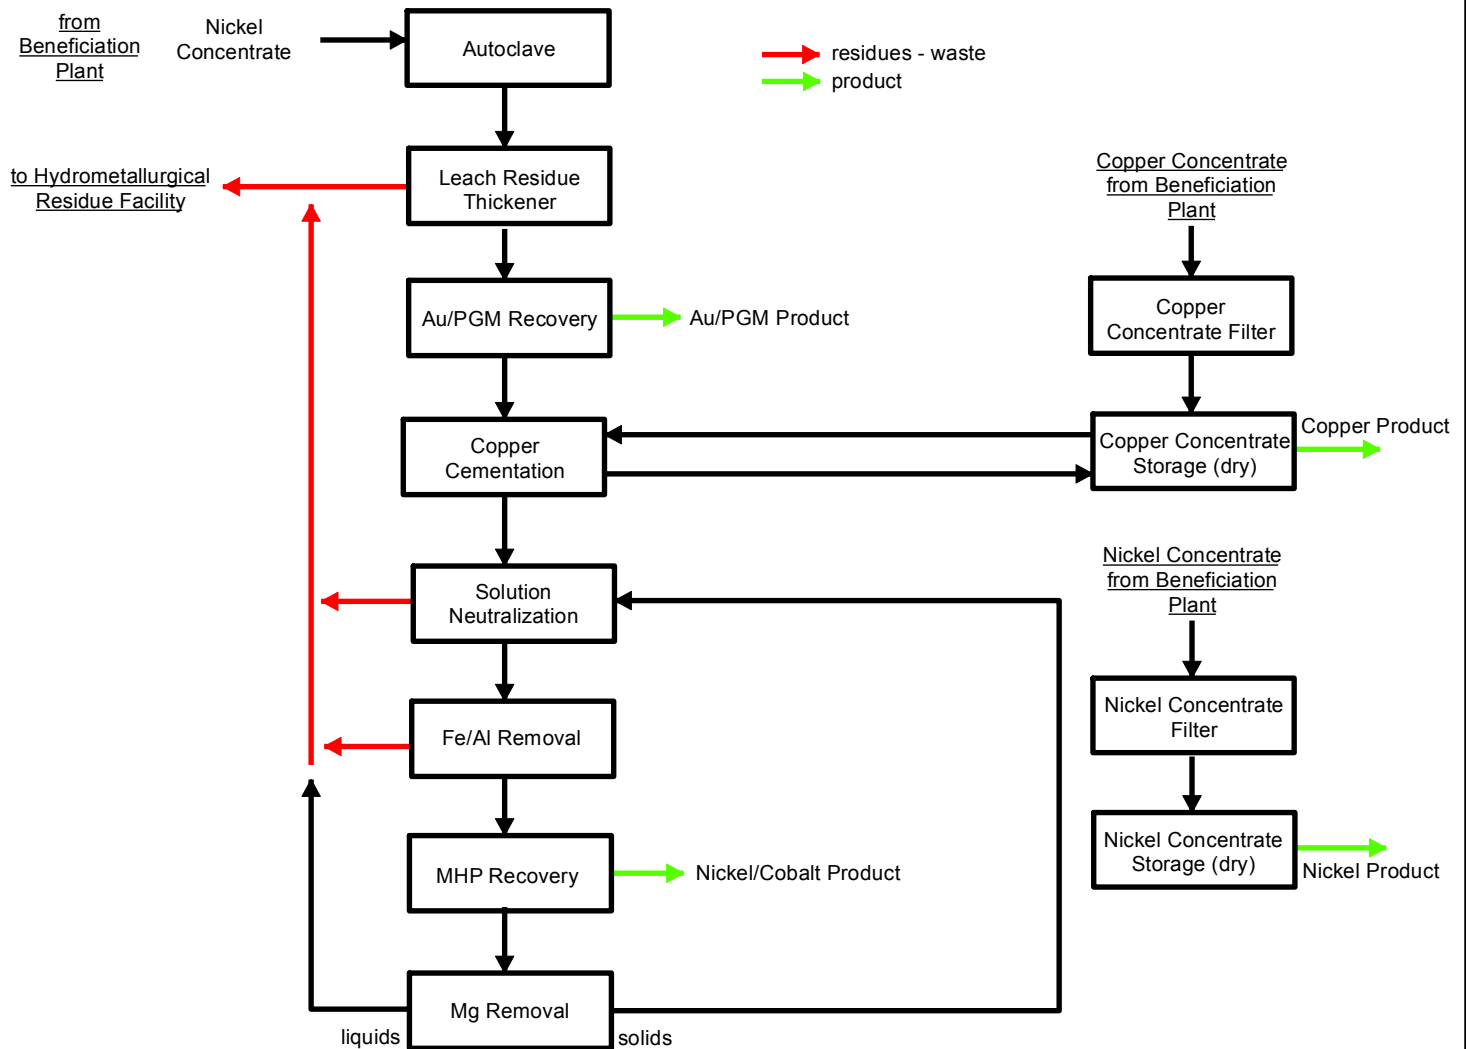 from
Beneficiation
Plant
Nickel
Concentrate
Autoclave
residues - waste
product
to Hydrometallurgical
Residue Facility
Leach Residue
Thickener
Copper Concentrate
from Beneficiation
Plant
Au/PGM Recovery
Au/PGM Product
Copper
Concentrate Filter
Copper
Cementation
Copper Concentrate
Storage (dry)
Copper Product
Solution
Neutralization
Nickel Concentrate
from Beneficiation
Plant
Fe/Al Removal
Nickel Concentrate
Filter
MHP Recovery
Nickel/Cobalt Product
Nickel Concentrate
Storage (dry)
Nickel Product
Mg Removal
liquids
solids